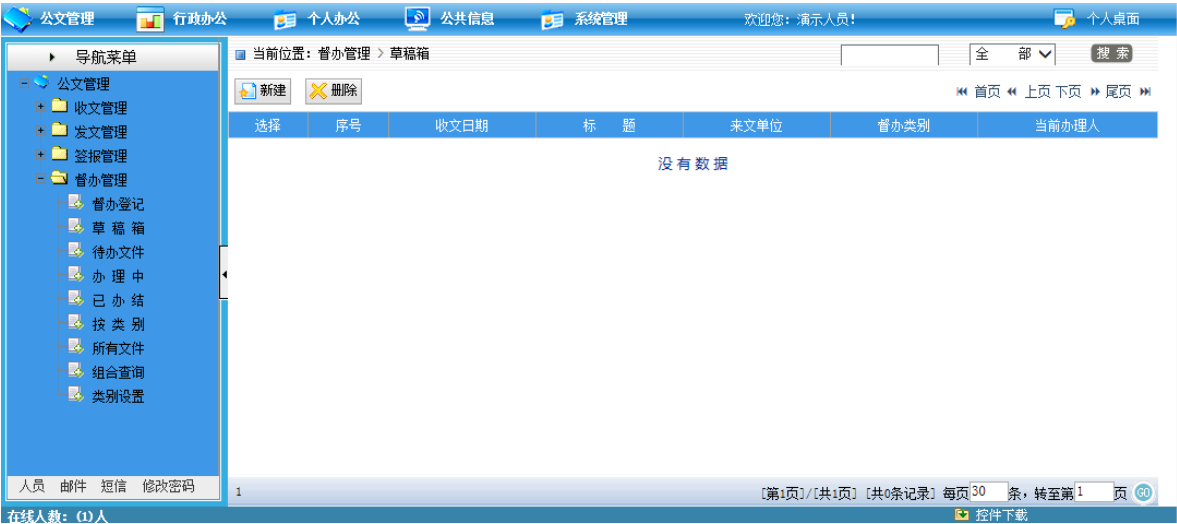 公文管理 行政办公 个人办公 公共信息 系统管理 欢迎您：演示人员! 个人桌面
导航菜单
公文管理
收文管理
发文管理
签报管理
督办管理
督办登记
草 稿 箱
待办文件
办 理 中
已 办 结
按 类 别
所有文件
组合查询
类别设置
人员 邮件 短信 修改密码
当前位置：督办管理 > 草稿箱 全 部 搜 索
新建 删除 首页 上页 下页 尾页
选择 序号 收文日期 标 题 来文单位 督办类别 当前办理人
没有数据
1 [第1页]/[共1页] [共0条记录] 每页30 条，转至第1 页 GO
在线人数：(1)人 控件下载